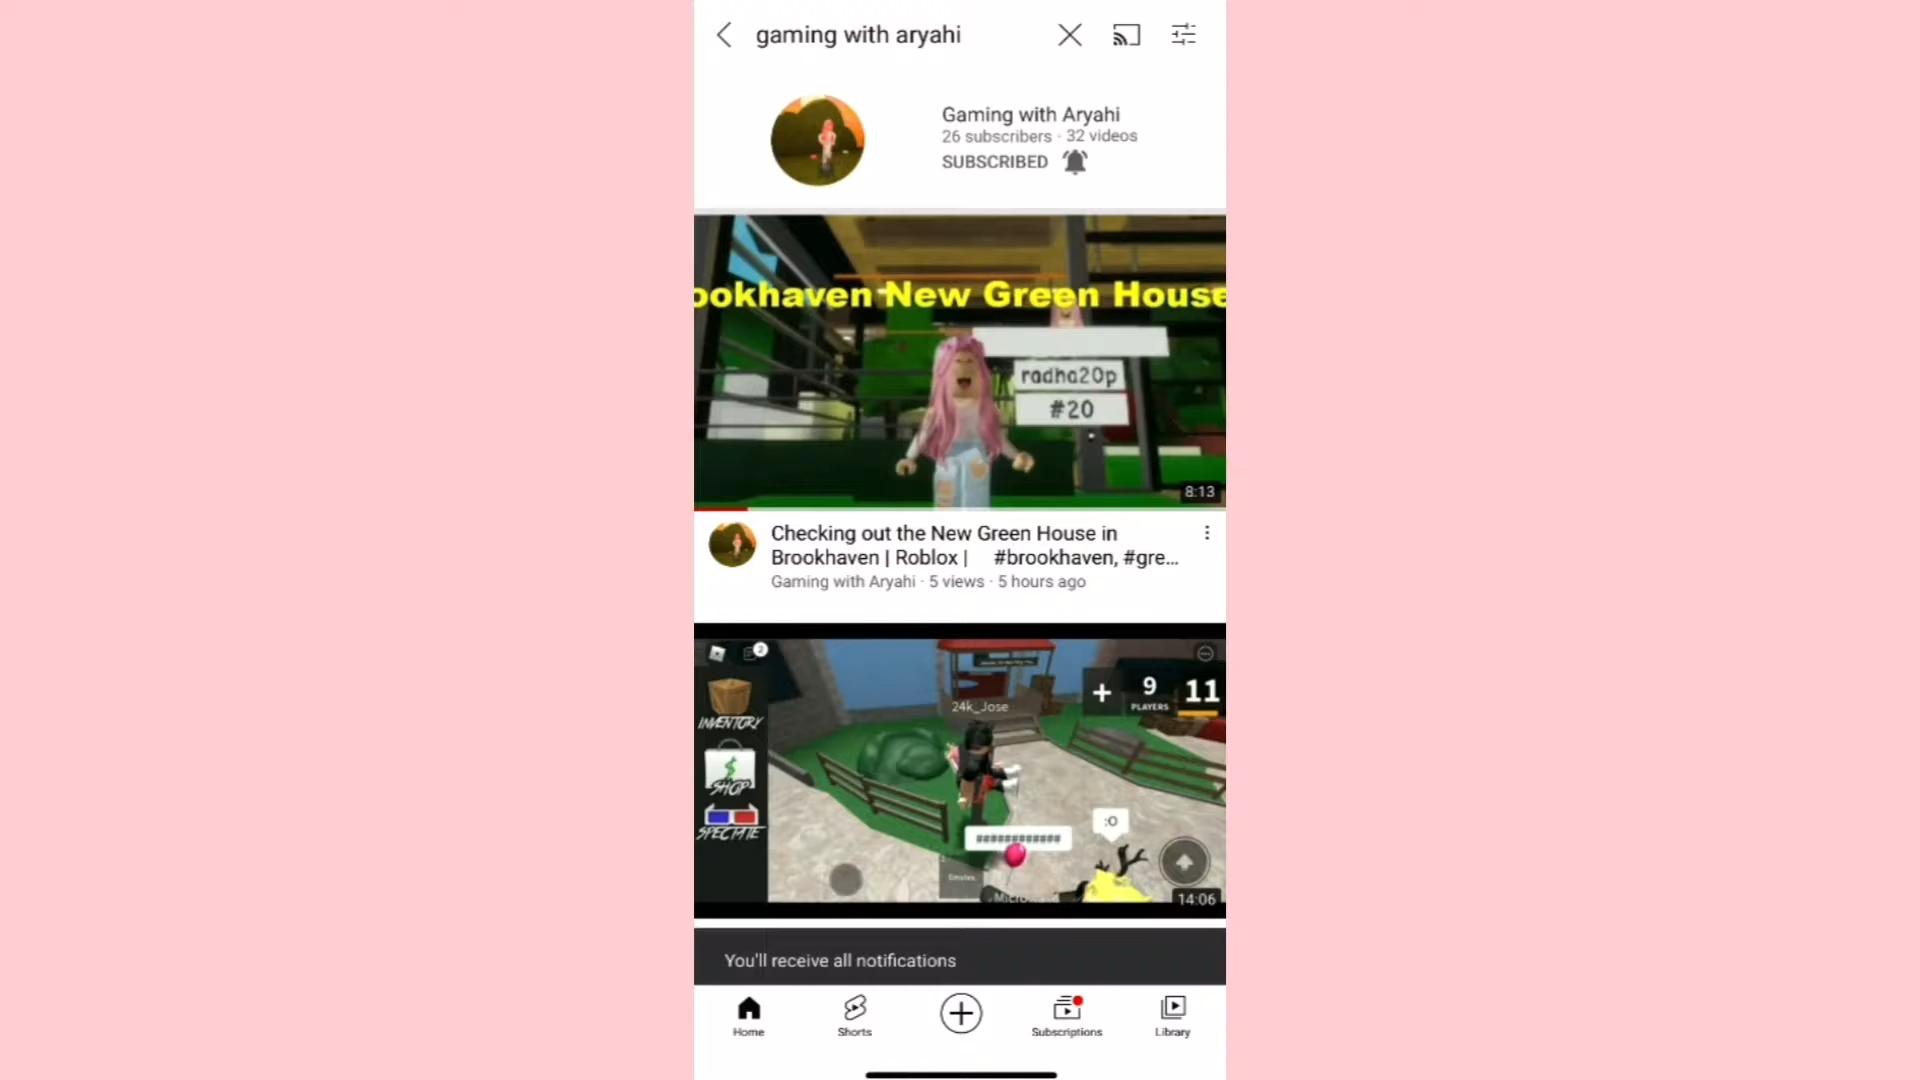 gaming with aryahi
Gaming with Aryahi
26 subscribers · 32 videos
SUBSCRIBED
ookhaven New Green House
radha20p
#20
8:13
Checking out the New Green House in
Brookhaven | Roblox | #brookhaven, #gre...
Gaming with Aryahi · 5 views · 5 hours ago
2
+ 9 11
PLAYERS
24k_Jose
INVENTORY
SHOP
SPECTATE
:O
############
Emotes
14:06
You'll receive all notifications
Home
Shorts
Subscriptions
Library